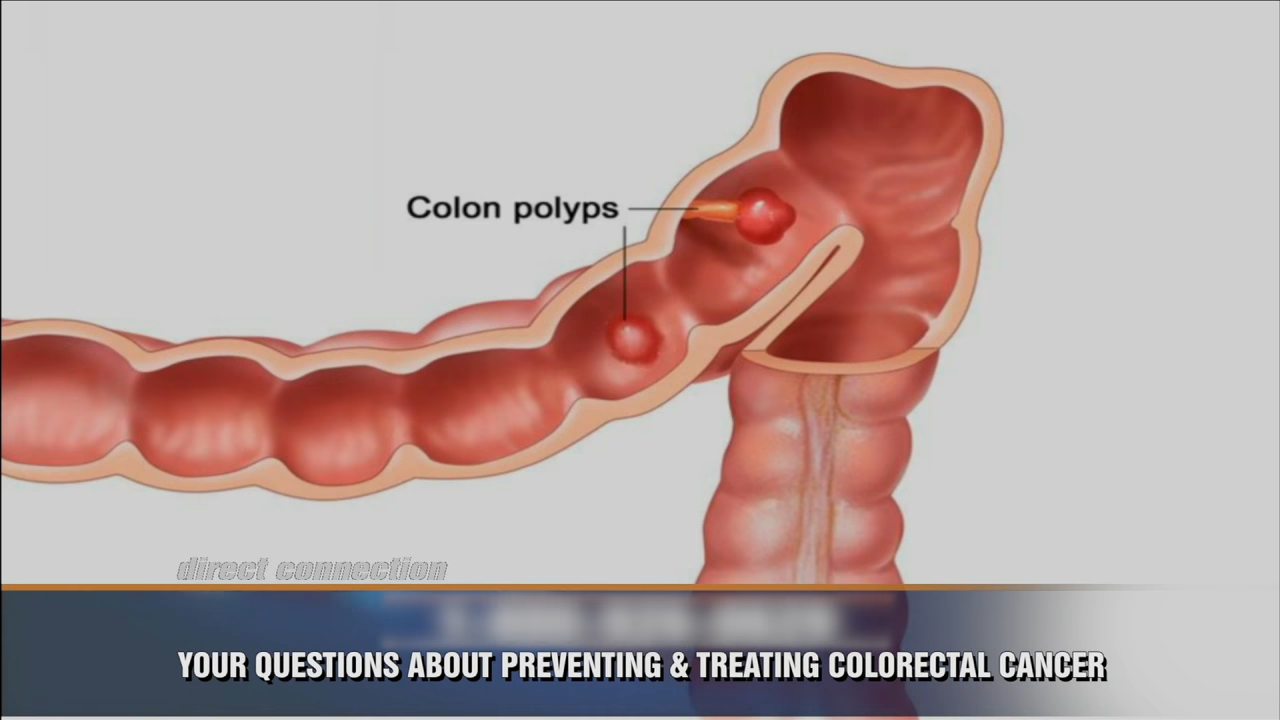 Colon polyps
direct connection
YOUR QUESTIONS ABOUT PREVENTING & TREATING COLORECTAL CANCER